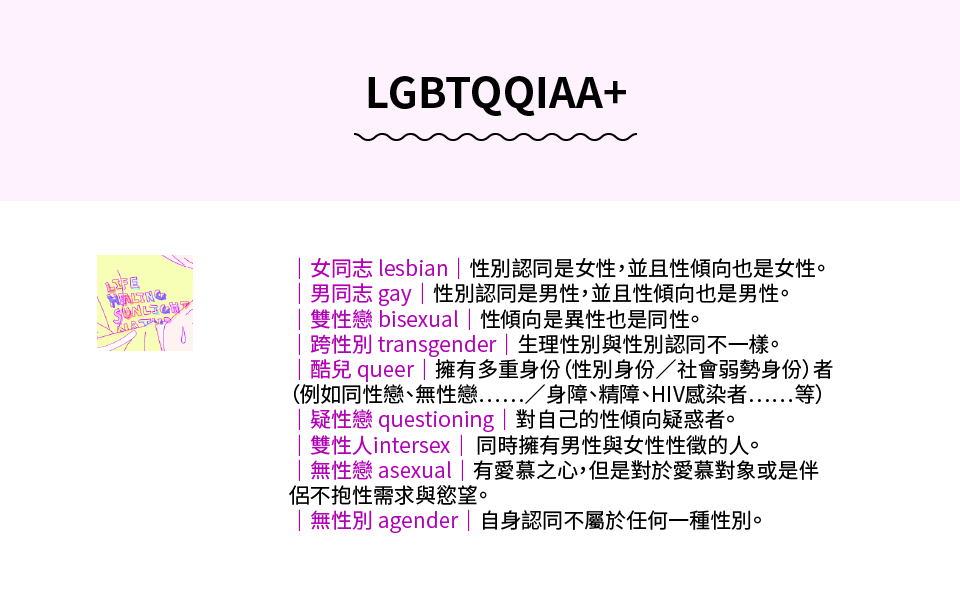 LGBTQQIAA+
LIFE
HEALING
SUNLIGHT
｜女同志 lesbian｜性別認同是女性，並且性傾向也是女性。
｜男同志 gay｜性別認同是男性，並且性傾向也是男性。
｜雙性戀 bisexual｜性傾向是異性也是同性。
｜跨性別 transgender｜生理性別與性別認同不一樣。
｜酷兒 queer｜擁有多重身份（性別身份／社會弱勢身份）者
（例如同性戀、無性戀……／身障、精障、HIV感染者……等）
｜疑性戀 questioning｜對自己的性傾向疑惑者。
｜雙性人intersex｜ 同時擁有男性與女性性徵的人。
｜無性戀 asexual｜有愛慕之心，但是對於愛慕對象或是伴
侶不抱性需求與慾望。
｜無性別 agender｜自身認同不屬於任何一種性別。